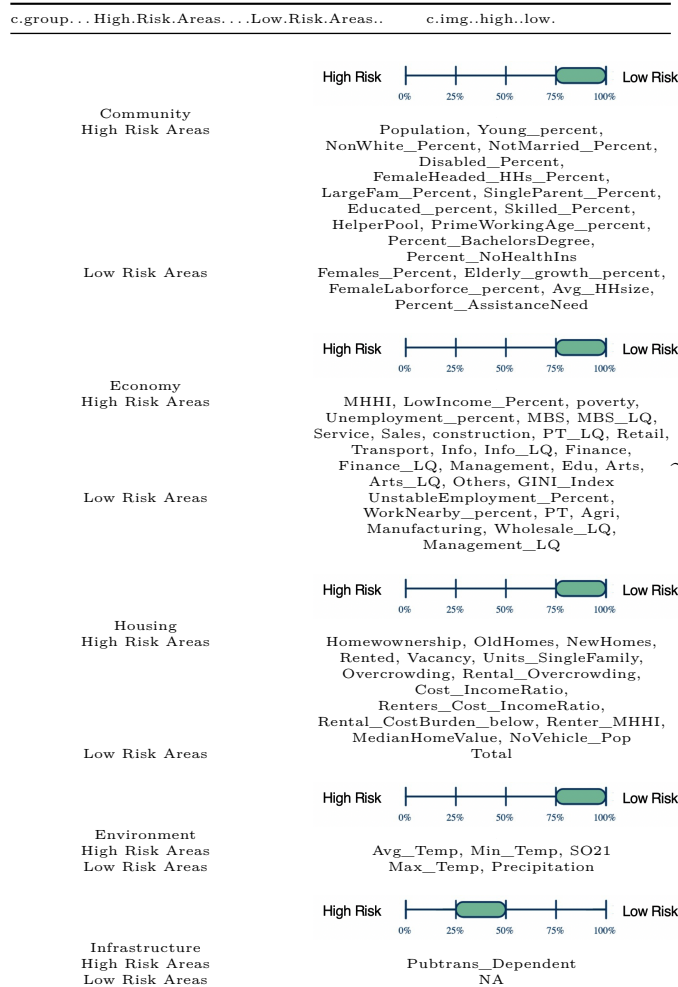 c.group...High.Risk.Areas....Low.Risk.Areas.. c.img..high..low.
High Risk Low Risk
0% 25% 50% 75% 100%
Community
High Risk Areas Population, Young_percent,
NonWhite_Percent, NotMarried_Percent,
Disabled_Percent,
FemaleHeaded_HHs_Percent,
LargeFam_Percent, SingleParent_Percent,
Educated_percent, Skilled_Percent,
HelperPool, PrimeWorkingAge_percent,
Percent_BachelorsDegree,
Percent_NoHealthIns
Low Risk Areas Females_Percent, Elderly_growth_percent,
FemaleLaborforce_percent, Avg_HHsize,
Percent_AssistanceNeed
High Risk Low Risk
0% 25% 50% 75% 100%
Economy
High Risk Areas MHHI, LowIncome_Percent, poverty,
Unemployment_percent, MBS, MBS_LQ,
Service, Sales, construction, PT_LQ, Retail,
Transport, Info, Info_LQ, Finance,
Finance_LQ, Management, Edu, Arts,
Arts_LQ, Others, GINI_Index
Low Risk Areas UnstableEmployment_Percent,
WorkNearby_percent, PT, Agri,
Manufacturing, Wholesale_LQ,
Management_LQ
High Risk Low Risk
0% 25% 50% 75% 100%
Housing
High Risk Areas Homewownership, OldHomes, NewHomes,
Rented, Vacancy, Units_SingleFamily,
Overcrowding, Rental_Overcrowding,
Cost_IncomeRatio,
Renters_Cost_IncomeRatio,
Rental_CostBurden_below, Renter_MHHI,
MedianHomeValue, NoVehicle_Pop
Low Risk Areas Total
High Risk Low Risk
0% 25% 50% 75% 100%
Environment
High Risk Areas Avg_Temp, Min_Temp, SO21
Low Risk Areas Max_Temp, Precipitation
High Risk Low Risk
0% 25% 50% 75% 100%
Infrastructure
High Risk Areas Pubtrans_Dependent
Low Risk Areas NA